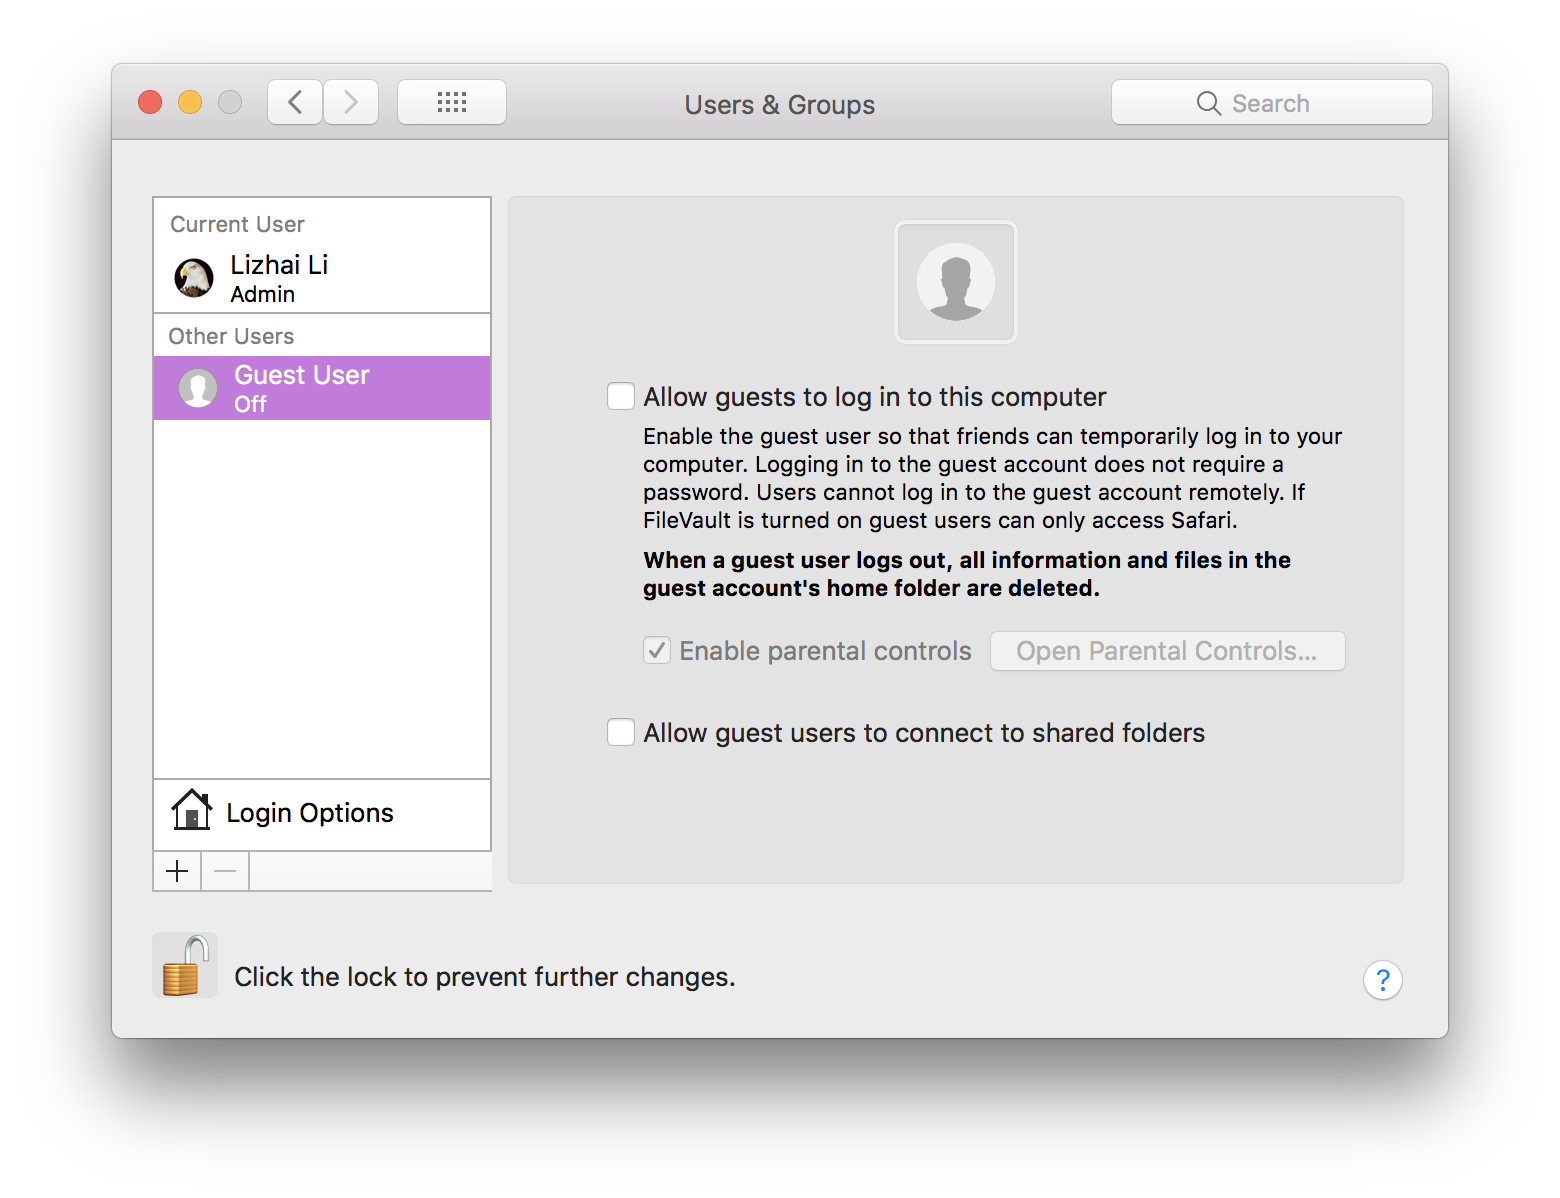 Users & Groups
Search
Current User
Lizhai Li
Admin
Other Users
Guest User
Off
Login Options
Allow guests to log in to this computer
Enable the guest user so that friends can temporarily log in to your
computer. Logging in to the guest account does not require a
password. Users cannot log in to the guest account remotely. If
FileVault is turned on guest users can only access Safari.
When a guest user logs out, all information and files in the
guest account's home folder are deleted.
Enable parental controls
Open Parental Controls...
Allow guest users to connect to shared folders
Click the lock to prevent further changes.
?